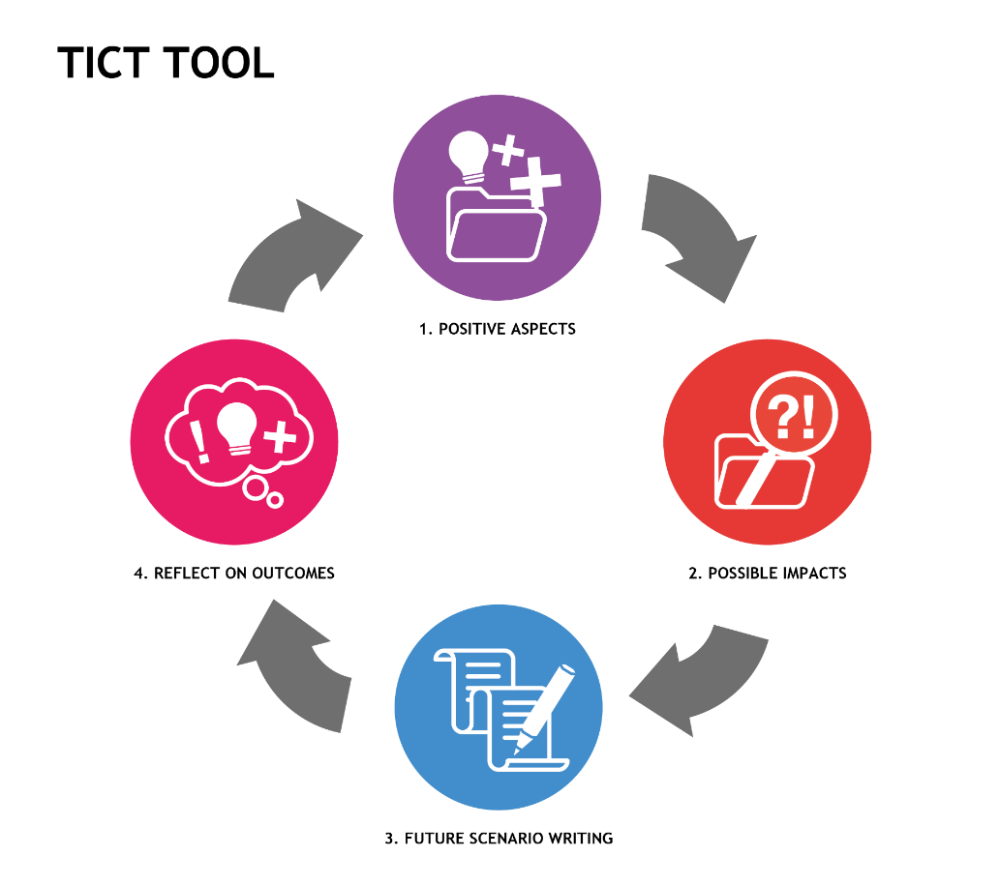 TICT TOOL
1. POSITIVE ASPECTS
?!
2. POSSIBLE IMPACTS
3. FUTURE SCENARIO WRITING
!
4. REFLECT ON OUTCOMES